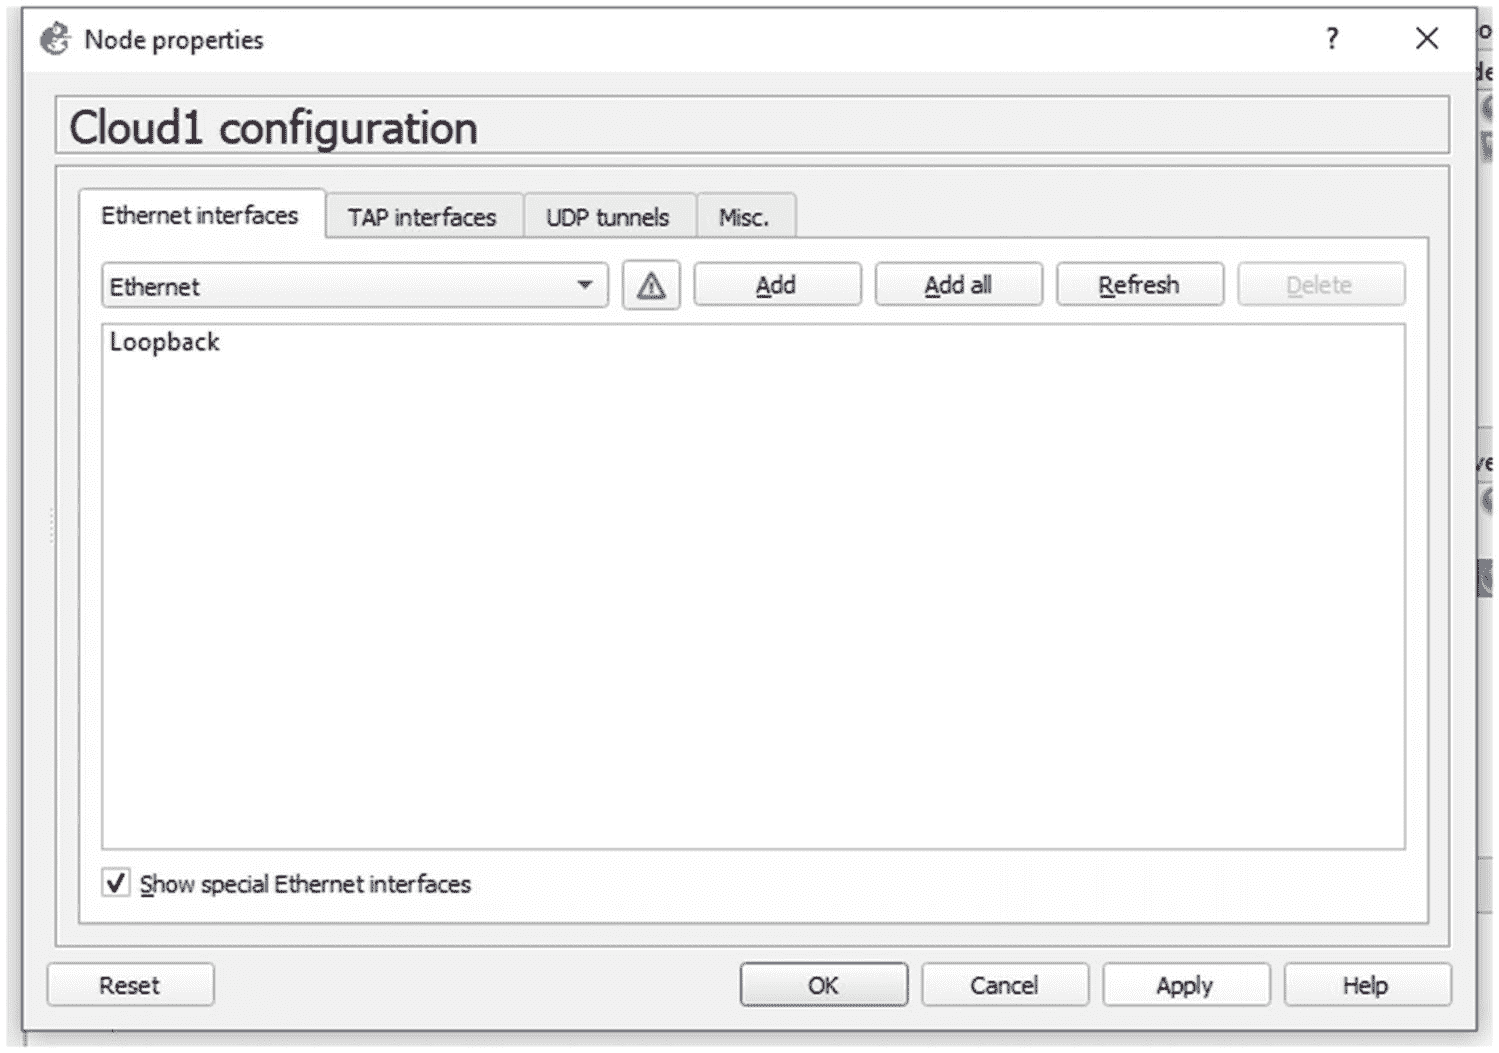 Node properties
?
Cloud1 configuration
Ethernet interfaces TAP interfaces UDP tunnels Misc.
Ethernet Add Add all Refresh Delete
Loopback
Show special Ethernet interfaces
Reset OK Cancel Apply Help